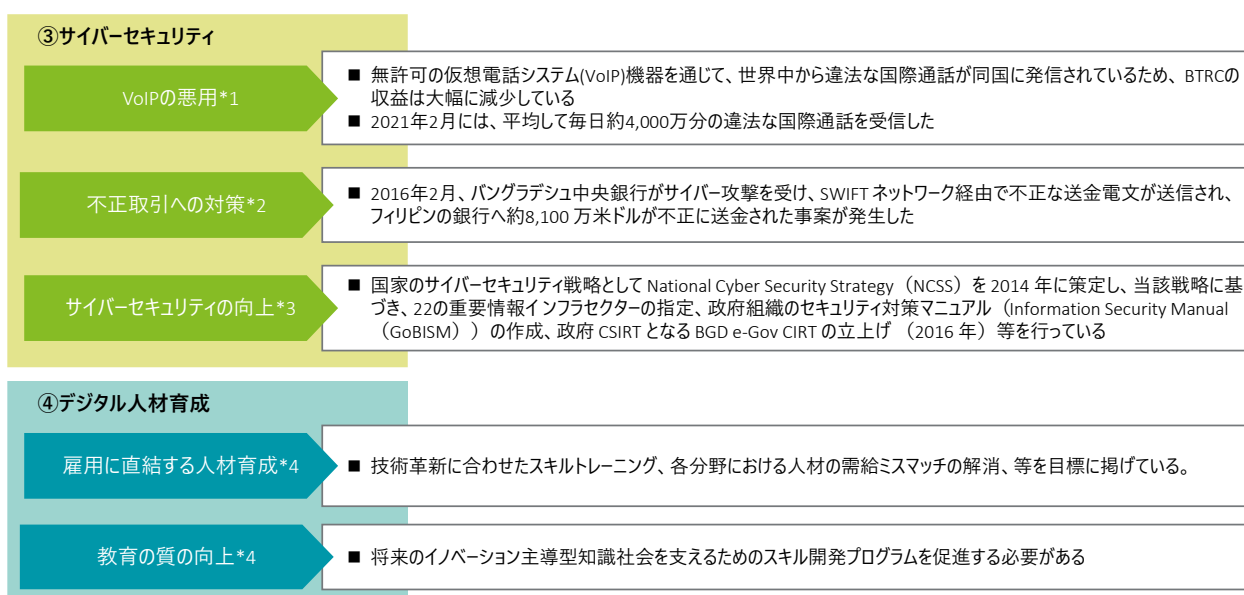 ③サイバーセキュリティ
VoIPの悪用*1
■ 無許可の仮想電話システム(VoIP)機器を通じて、世界中から違法な国際通話が同国に発信されているため、BTRCの
収益は大幅に減少している
■ 2021年2月には、平均して毎日約4,000万分の違法な国際通話を受信した
不正取引への対策*2
■ 2016年2月、バングラデシュ中央銀行がサイバー攻撃を受け、SWIFT ネットワーク経由で不正な送金電文が送信され、
フィリピンの銀行へ約8,100 万米ドルが不正に送金された事案が発生した
サイバーセキュリティの向上*3
■ 国家のサイバーセキュリティ戦略として National Cyber Security Strategy（NCSS）を 2014 年に策定し、当該戦略に基
づき、22の重要情報インフラセクターの指定、政府組織のセキュリティ対策マニュアル（Information Security Manual
（GoBISM））の作成、政府 CSIRT となる BGD e-Gov CIRT の立上げ （2016 年）等を行っている
④デジタル人材育成
雇用に直結する人材育成*4
■ 技術革新に合わせたスキルトレーニング、各分野における人材の需給ミスマッチの解消、等を目標に掲げている。
教育の質の向上*4
■ 将来のイノベーション主導型知識社会を支えるためのスキル開発プログラムを促進する必要がある